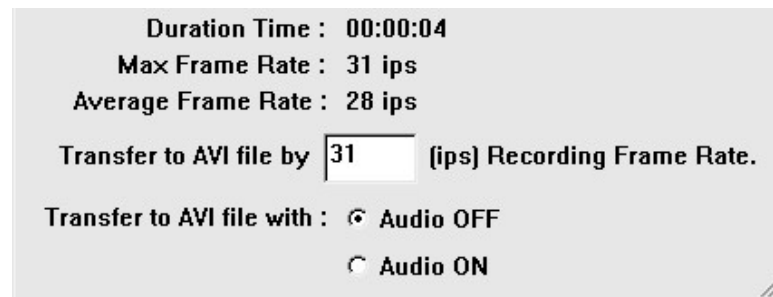 Duration Time : 00:00:04
Max Frame Rate : 31 ips
Average Frame Rate : 28 ips
Transfer to AVI file by 31 (ips) Recording Frame Rate.
Transfer to AVI file with : Audio OFF
Audio ON